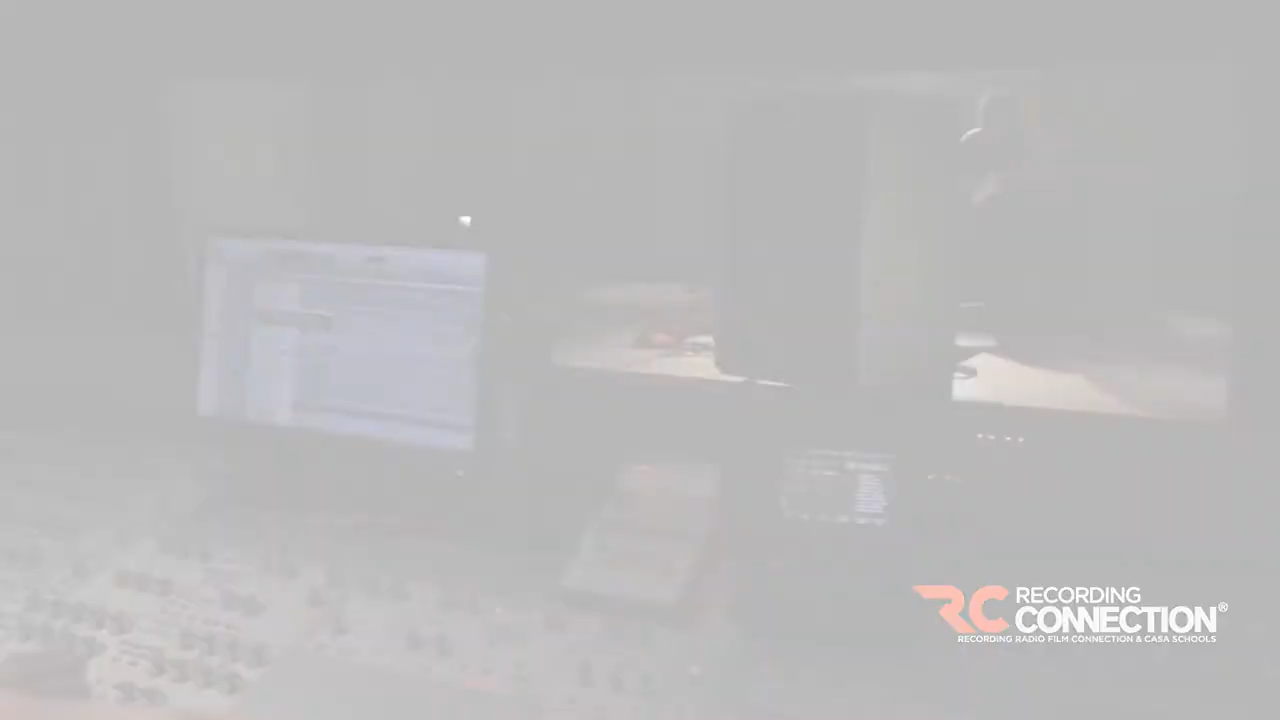 RC RECORDING
CONNECTION®
RECORDING RADIO FILM CONNECTION & CASA SCHOOLS